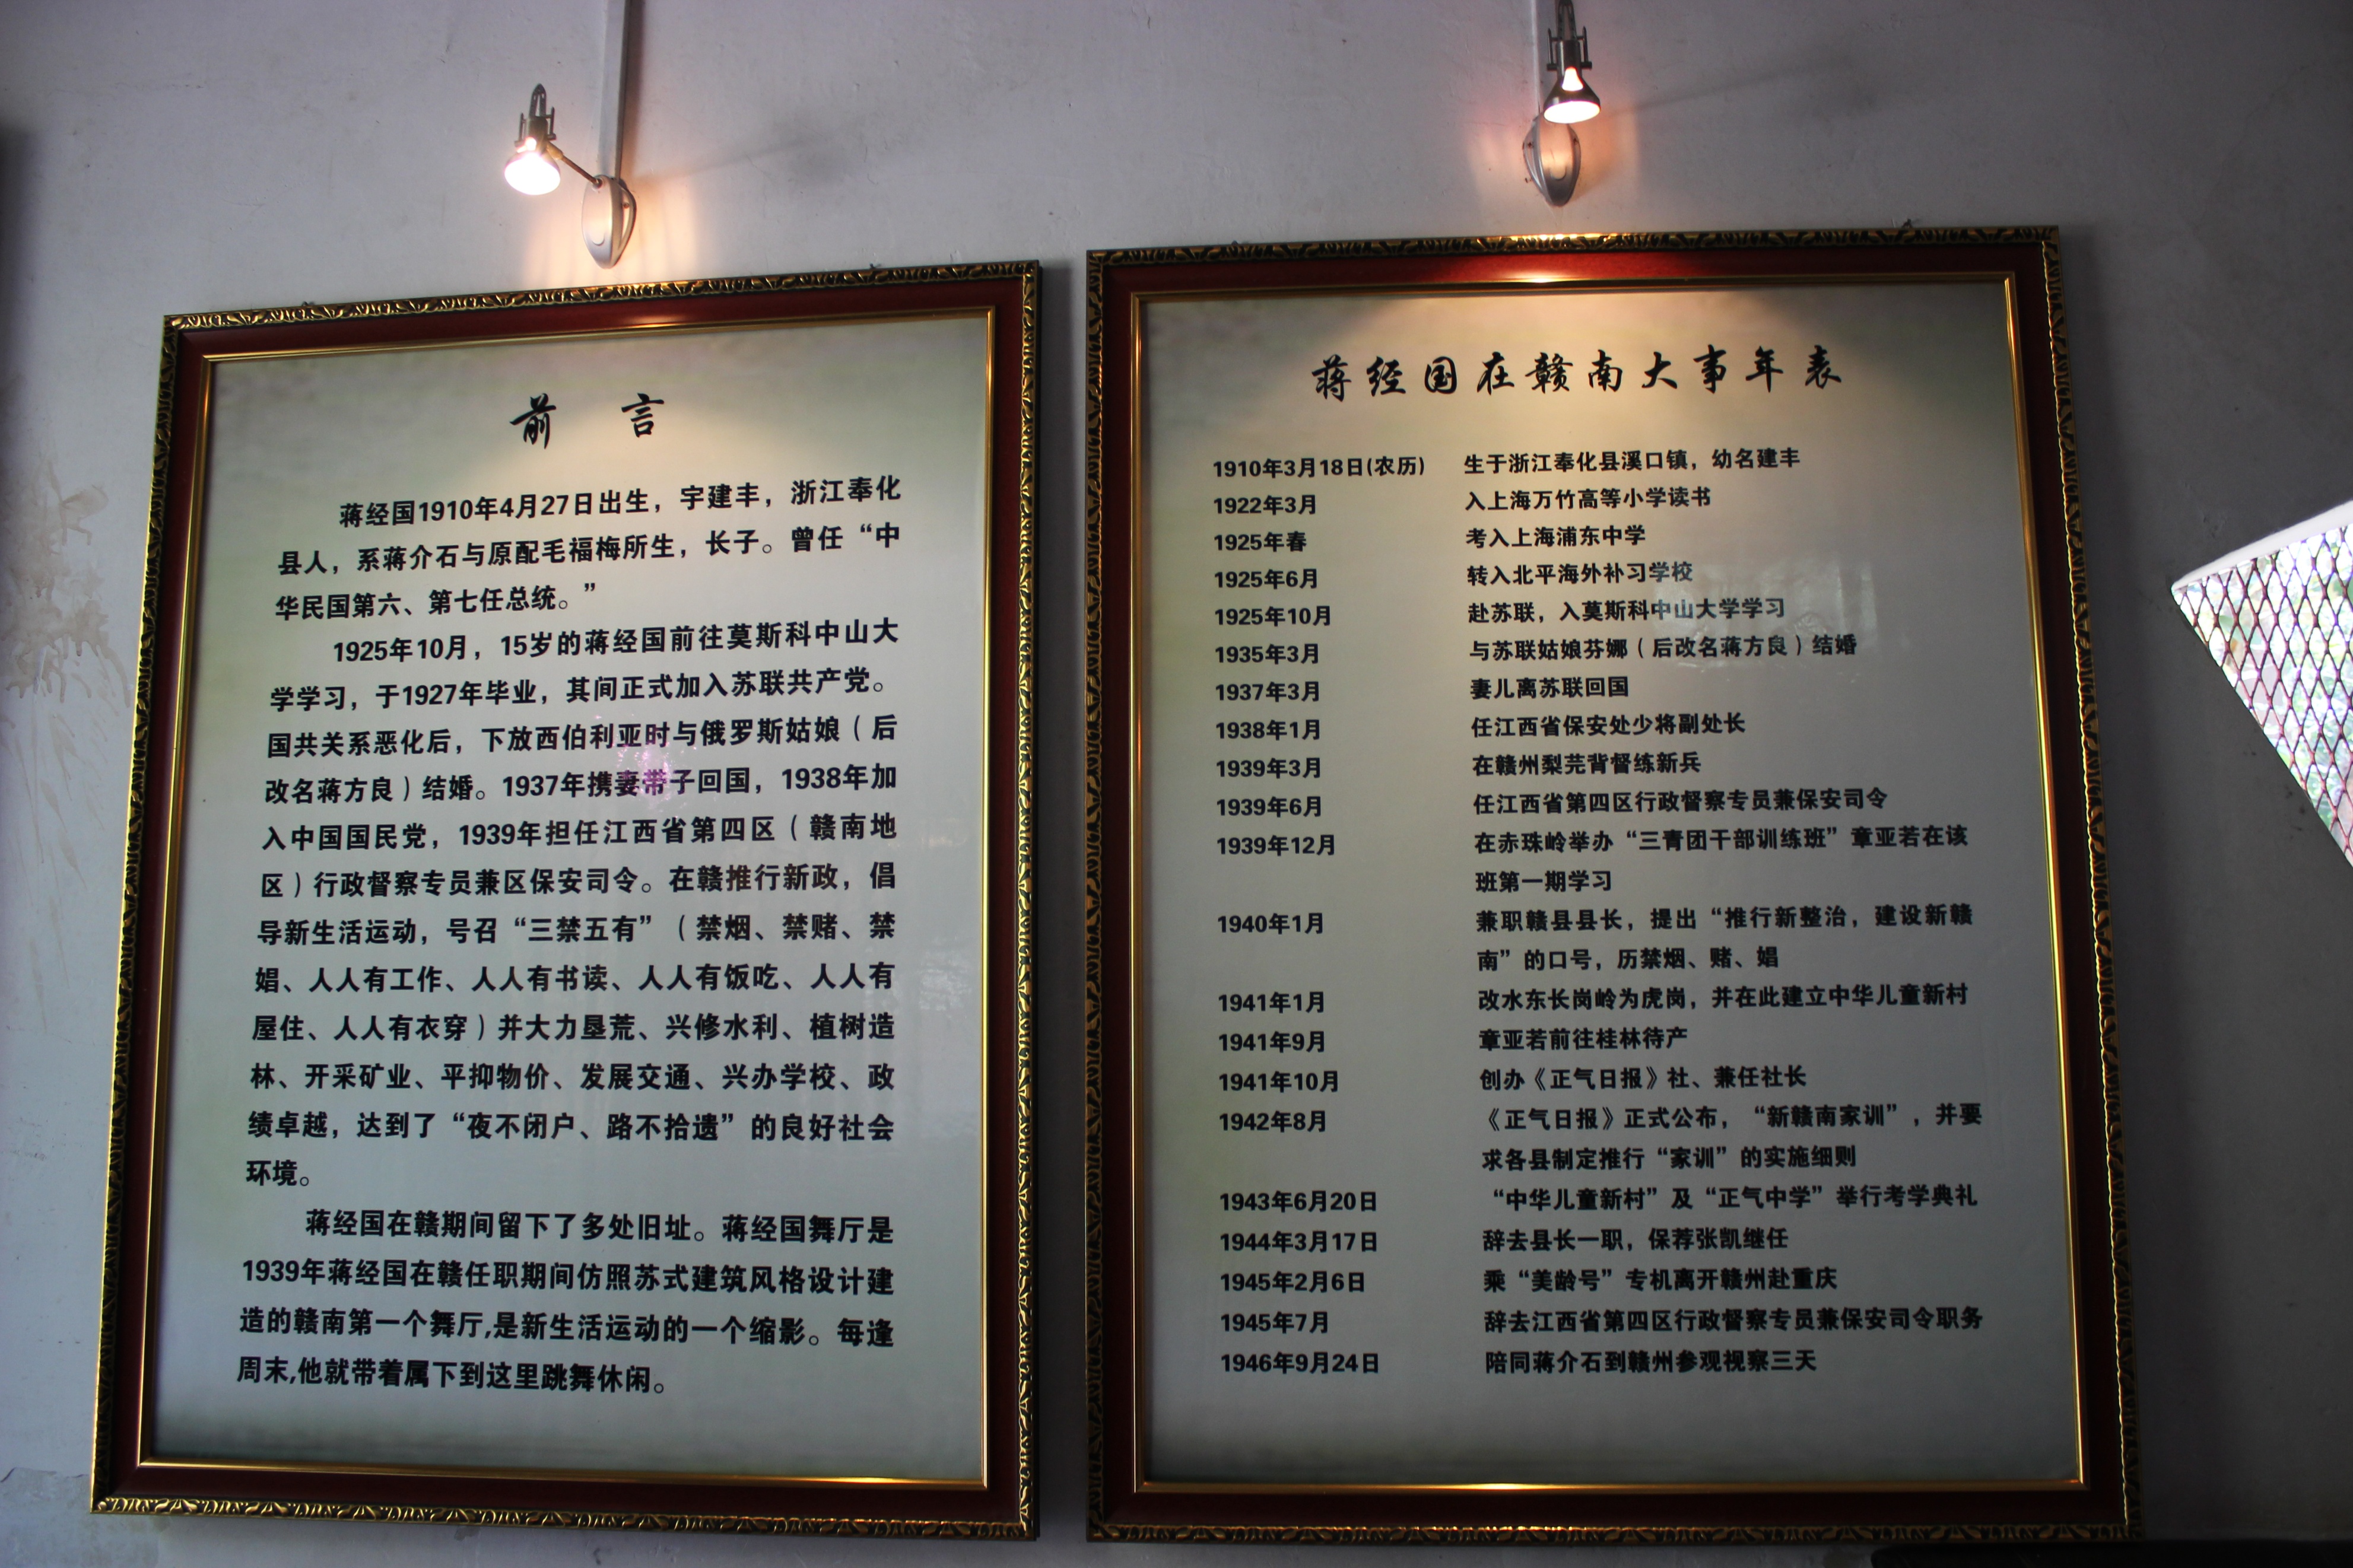 前 言
蒋经国1910年4月27日出生，宇建丰，浙江奉化
县人，系蒋介石与原配毛福梅所生，长子。曾任“中
华民国第六、第七任总统。”
1925年10月，15岁的蒋经国前往莫斯科中山大
学学习，于1927年毕业，其间正式加入苏联共产党。
国共关系恶化后，下放西伯利亚时与俄罗斯姑娘（后
改名蒋方良）结婚。1937年携妻带子回国，1938年加
入中国国民党，1939年担任江西省第四区（赣南地
区）行政督察专员兼区保安司令。在赣推行新政，倡
导新生活运动，号召“三禁五有”（禁烟、禁赌、禁
娼、人人有工作、人人有书读、人人有饭吃、人人有
屋住、人人有衣穿）并大力垦荒、兴修水利、植树造
林、开采矿业、平抑物价、发展交通、兴办学校、政
绩卓越，达到了“夜不闭户、路不拾遗”的良好社会
环境。
蒋经国在赣期间留下了多处旧址。蒋经国舞厅是
1939年蒋经国在赣任职期间仿照苏式建筑风格设计建
造的赣南第一个舞厅,是新生活运动的一个缩影。每逢
周末,他就带着属下到这里跳舞休闲。
蒋经国在赣南大事年表
1910年3月18日(农历) 生于浙江奉化县溪口镇，幼名建丰
1922年3月 入上海万竹高等小学读书
1925年春 考入上海浦东中学
1925年6月 转入北平海外补习学校
1925年10月 赴苏联，入莫斯科中山大学学习
1935年3月 与苏联姑娘芬娜（后改名蒋方良）结婚
1937年3月 妻儿离苏联回国
1938年1月 任江西省保安处少将副处长
1939年3月 在赣州梨芫背督练新兵
1939年6月 任江西省第四区行政督察专员兼保安司令
1939年12月 在赤珠岭举办“三青团干部训练班”章亚若在该
班第一期学习
1940年1月 兼职赣县县长，提出“推行新整治，建设新赣
南”的口号，历禁烟、赌、娼
1941年1月 改水东长岗岭为虎岗，并在此建立中华儿童新村
1941年9月 章亚若前往桂林待产
1941年10月 创办《正气日报》社、兼任社长
1942年8月 《正气日报》正式公布，“新赣南家训”，并要
求各县制定推行“家训”的实施细则
1943年6月20日 “中华儿童新村”及“正气中学”举行考学典礼
1944年3月17日 辞去县长一职，保荐张凯继任
1945年2月6日 乘“美龄号”专机离开赣州赴重庆
1945年7月 辞去江西省第四区行政督察专员兼保安司令职务
1946年9月24日 陪同蒋介石到赣州参观视察三天